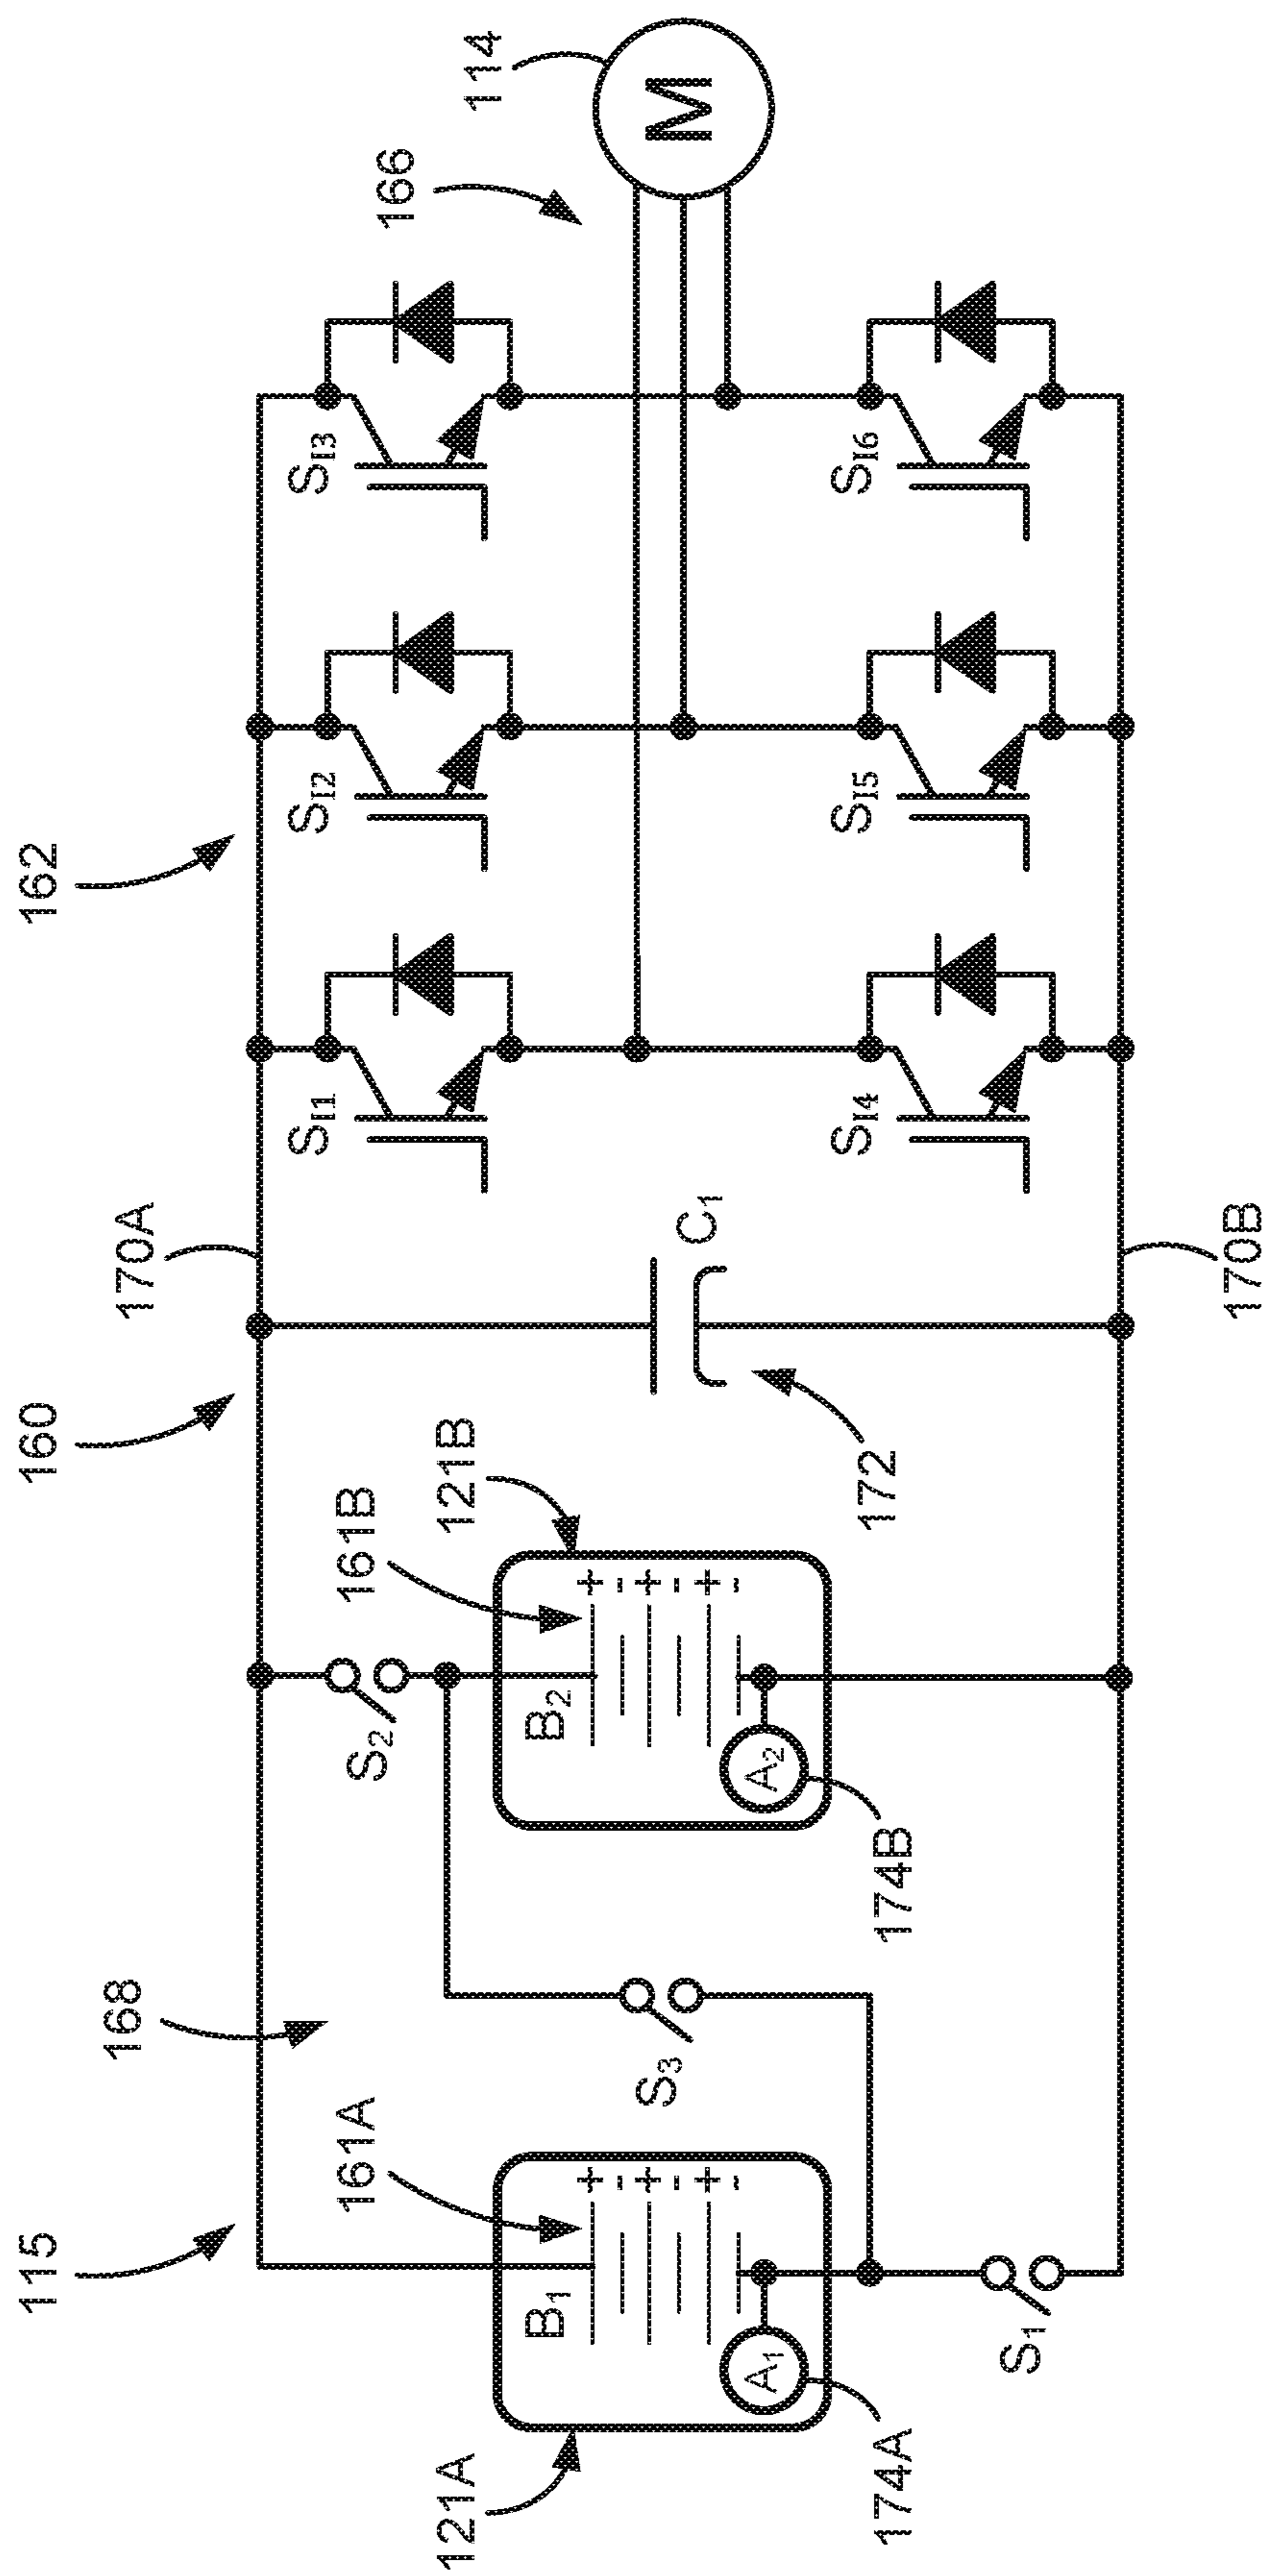 115
160
162
168
170A
166
114
161A
161B
121A
121B
B1
+
-
+
-
+
-
A1
174A
S1
S3
S2
B2
+
-
+
-
+
-
A2
174B
C1
172
170B
SI1
SI2
SI3
SI4
SI5
SI6
M